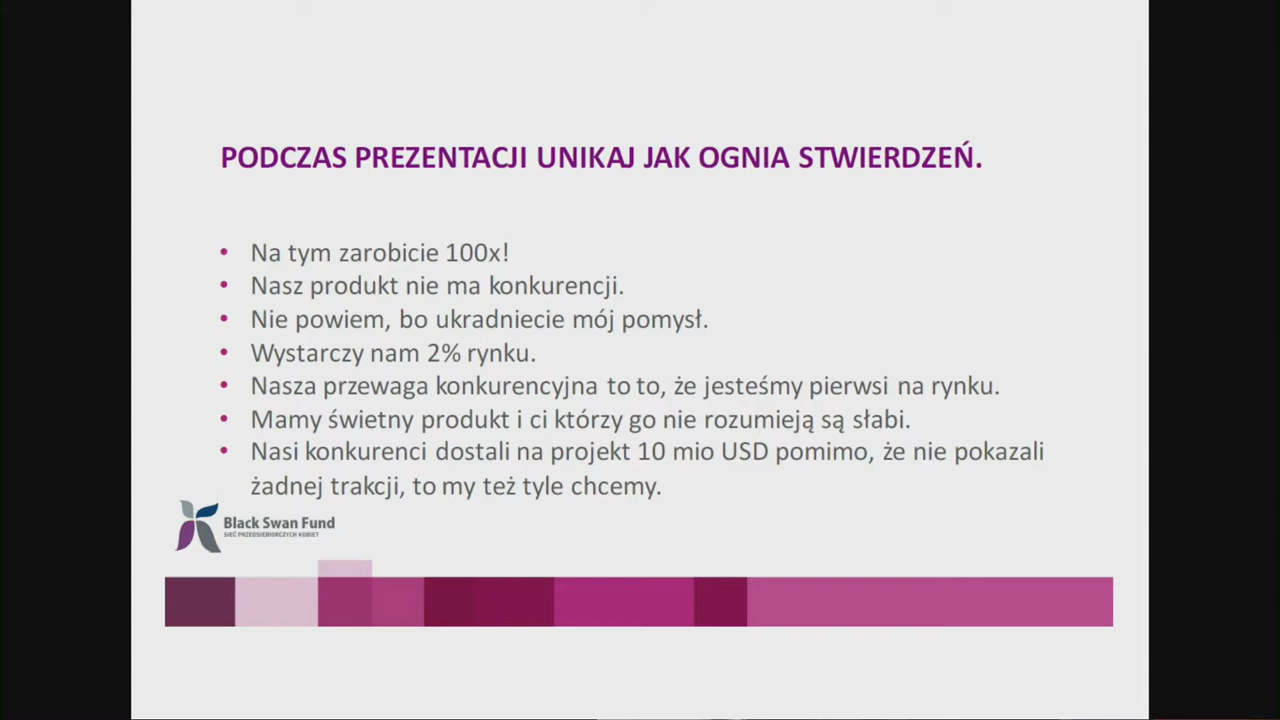 PODCZAS PREZENTACJI UNIKAJ JAK OGNIA STWIERDZEŃ.
• Na tym zarobicie 100x!
• Nasz produkt nie ma konkurencji.
• Nie powiem, bo ukradniecie mój pomysł.
• Wystarczy nam 2% rynku.
• Nasza przewaga konkurencyjna to to, że jesteśmy pierwsi na rynku.
• Mamy świetny produkt i ci którzy go nie rozumieją są słabi.
• Nasi konkurenci dostali na projekt 10 mio USD pomimo, że nie pokazali
żadnej trakcji, to my też tyle chcemy.
Black Swan Fund
SIEĆ PRZEDSIĘBIORCZYCH KOBIET